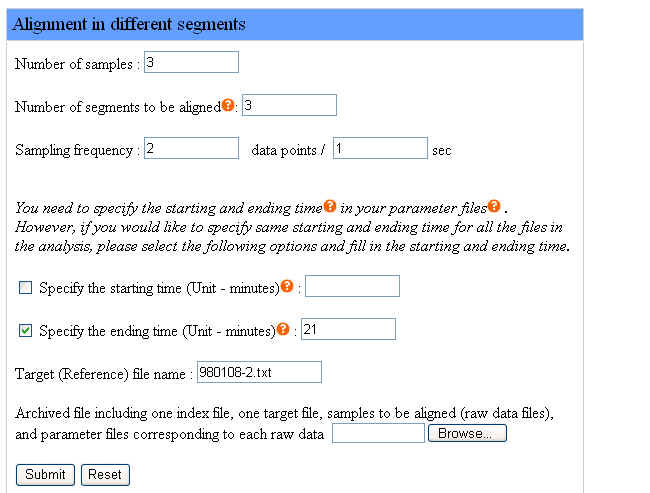 Alignment in different segments
Number of samples : 3
Number of segments to be aligned? : 3
Sampling frequency : 2 data points / 1 sec
You need to specify the starting and ending time? in your parameter files? .
However, if you would like to specify same starting and ending time for all the files in
the analysis, please select the following options and fill in the starting and ending time.
Specify the starting time (Unit - minutes)? :
Specify the ending time (Unit - minutes)? : 21
Target (Reference) file name : 980108-2.txt
Archived file including one index file, one target file, samples to be aligned (raw data files),
and parameter files corresponding to each raw data Browse...
Submit Reset